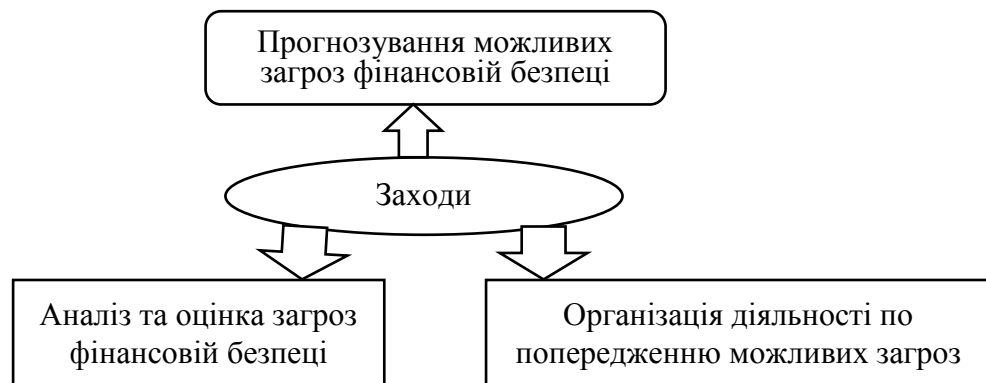 Прогнозування можливих
загроз фінансовій безпеці
Заходи
Аналіз та оцінка загроз
фінансовій безпеці
Організація діяльності по
попередженню можливих загроз